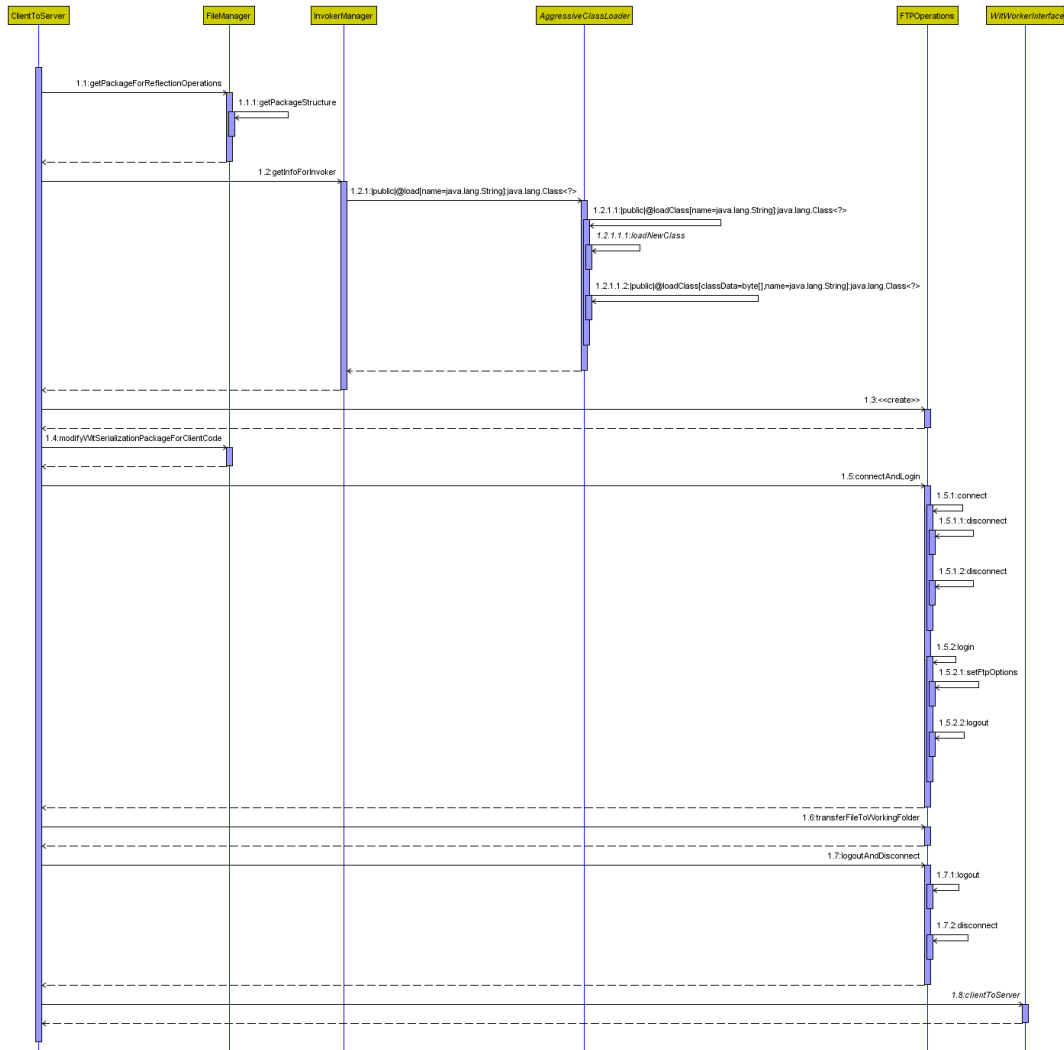 ClientToServer
FileManager
InvokerManager
AggressiveClassLoader
FTPOperations
WitWorkerInterface
1.1:getPackageForReflectionOperations
1.1.1:getPackageStructure
1.2:getInfoForInvoker
1.2.1:|public|@load[name=java.lang.String]:java.lang.Class<?>
1.2.1.1:|public|@loadClass[name=java.lang.String]:java.lang.Class<?>
1.2.1.1.1:loadNewClass
1.2.1.1.2:|public|@loadClass[classData=byte[],name=java.lang.String]:java.lang.Class<?>
1.3:<<create>>
1.4:modifyWitSerializationPackageForClientCode
1.5:connectAndLogin
1.5.1:connect
1.5.1.1:disconnect
1.5.1.2:disconnect
1.5.2:login
1.5.2.1:setFtpOptions
1.5.2.2:logout
1.6:transferFileToWorkingFolder
1.7:logoutAndDisconnect
1.7.1:logout
1.7.2:disconnect
1.8:clientToServer